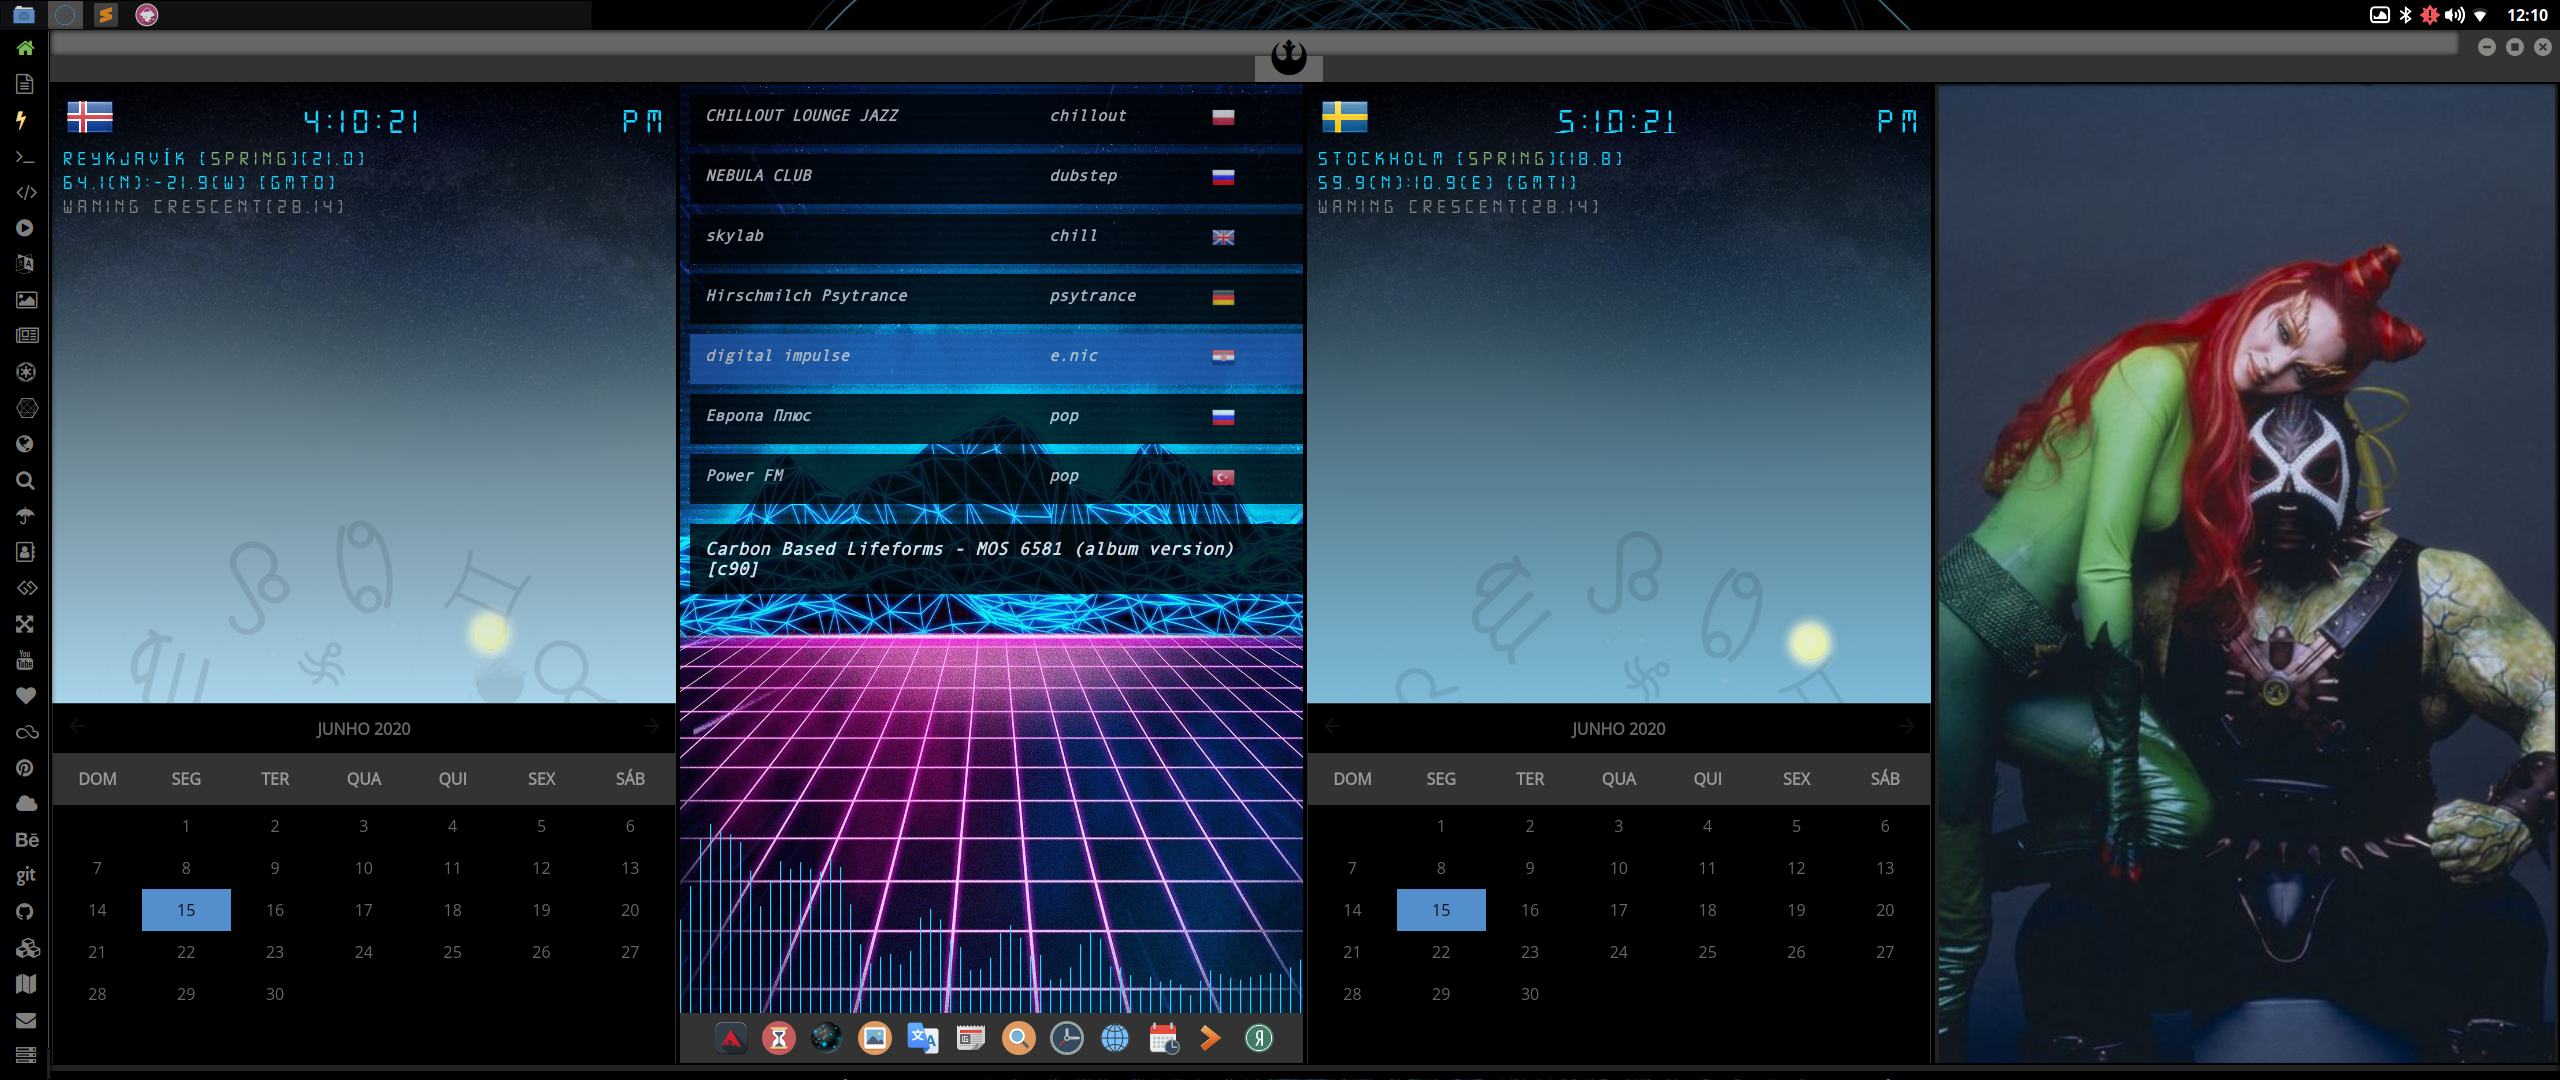 12:10
4:10:21 PM
REYKJAVÍK [SPRING][21.0]
64.1(N):-21.9(W) [GMT0]
WANING CRESCENT[28.14]
JUNHO 2020
DOM SEG TER QUA QUI SEX SÁB
1 2 3 4 5 6
7 8 9 10 11 12 13
14 15 16 17 18 19 20
21 22 23 24 25 26 27
28 29 30
CHILLOUT LOUNGE JAZZ chillout
NEBULA CLUB dubstep
skylab chill
Hirschmilch Psytrance psytrance
digital impulse e.nic
Европа Плюс pop
Power FM pop
Carbon Based Lifeforms - MOS 6581 (album version)
[c90]
5:10:21 PM
STOCKHOLM [SPRING][18.8]
59.9(N):10.9(E) [GMT1]
WANING CRESCENT[28.14]
JUNHO 2020
DOM SEG TER QUA QUI SEX SÁB
1 2 3 4 5 6
7 8 9 10 11 12 13
14 15 16 17 18 19 20
21 22 23 24 25 26 27
28 29 30
You
Tube
Bē
git